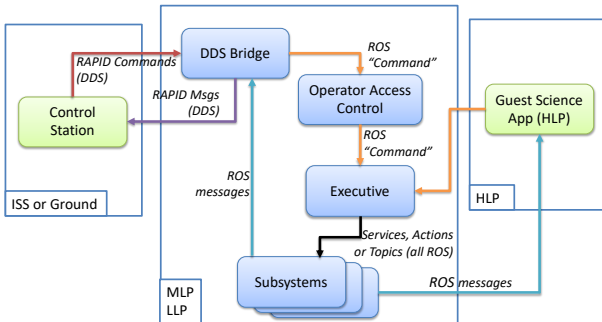 DDS Bridge
ROS
“Command”
RAPID Commands
(DDS)
RAPID Msgs
(DDS)
Control
Station
Operator Access
Control
Guest Science
App (HLP)
ROS
“Command”
ROS
messages
Executive
ISS or Ground
HLP
Services, Actions
or Topics (all ROS)
Subsystems
ROS messages
MLP
LLP